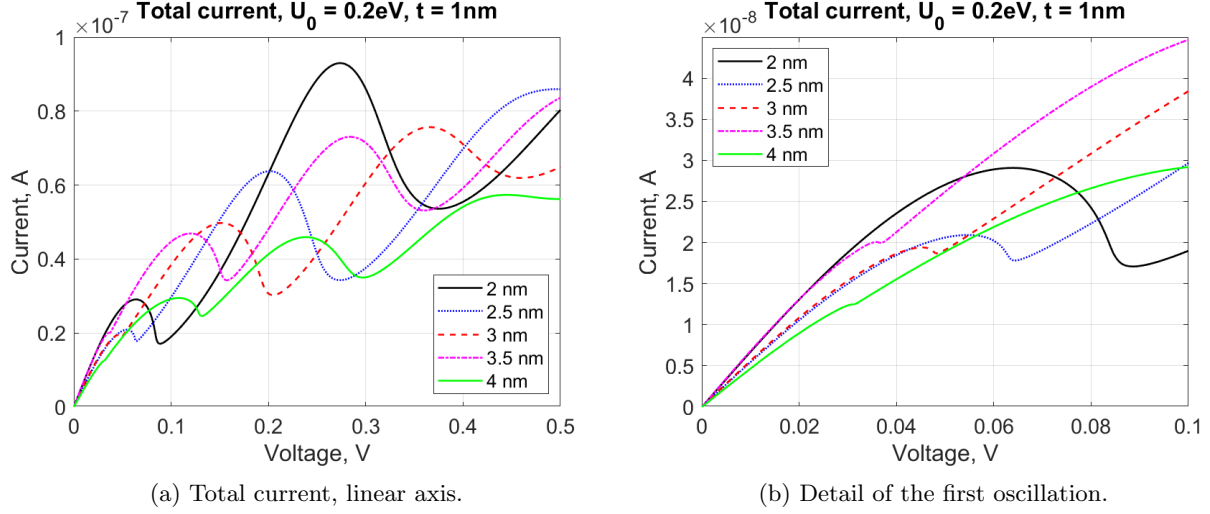 Total current, U0 = 0.2eV, t = 1nm
×10-7
1
0.8
0.6
0.4
0.2
0
0 0.1 0.2 0.3 0.4 0.5
Current, A
Voltage, V
2 nm
2.5 nm
3 nm
3.5 nm
4 nm
(a) Total current, linear axis.
Total current, U0 = 0.2eV, t = 1nm
×10-8
4
3.5
3
2.5
2
1.5
1
0.5
0
0 0.02 0.04 0.06 0.08 0.1
Current, A
Voltage, V
2 nm
2.5 nm
3 nm
3.5 nm
4 nm
(b) Detail of the first oscillation.